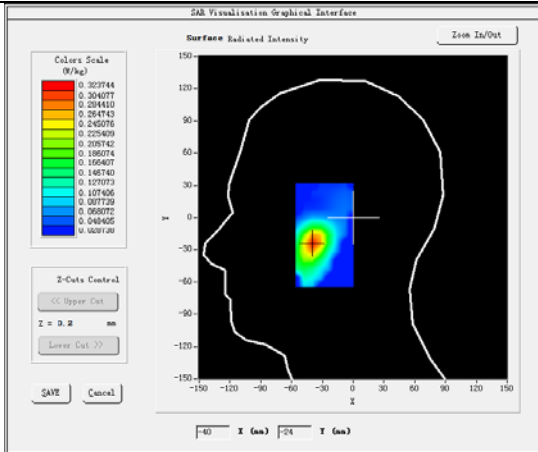 SAR Visualisation Graphical Interface
Surface Radiated Intensity
Zoom In/Out
Colors Scale
(W/kg)
0.323744
0.304077
0.284410
0.264743
0.245076
0.225409
0.205742
0.186074
0.166407
0.146740
0.127073
0.107406
0.087739
0.068072
0.048405
0.028738
Z-Cuts Control
<< Upper Cut
Z = 0.2 mm
Lower Cut >>
SAVE Cancel
150
120
90
60
30
0
-30
-60
-90
-120
-150
Y
-150 -120 -90 -60 -30 0 30 60 90 120 150
X
-40 X (mm) -24 Y (mm)